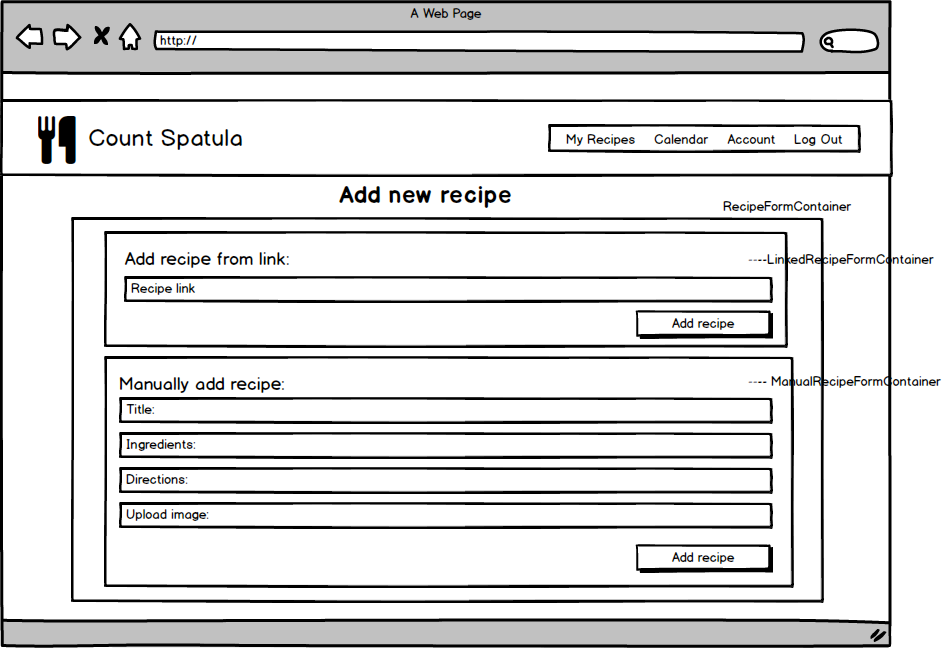 A Web Page
http://
Count Spatula
My Recipes Calendar Account Log Out
Add new recipe
RecipeFormContainer
Add recipe from link:
----LinkedRecipeFormContainer
Recipe link
Add recipe
Manually add recipe:
---- ManualRecipeFormContainer
Title:
Ingredients:
Directions:
Upload image:
Add recipe